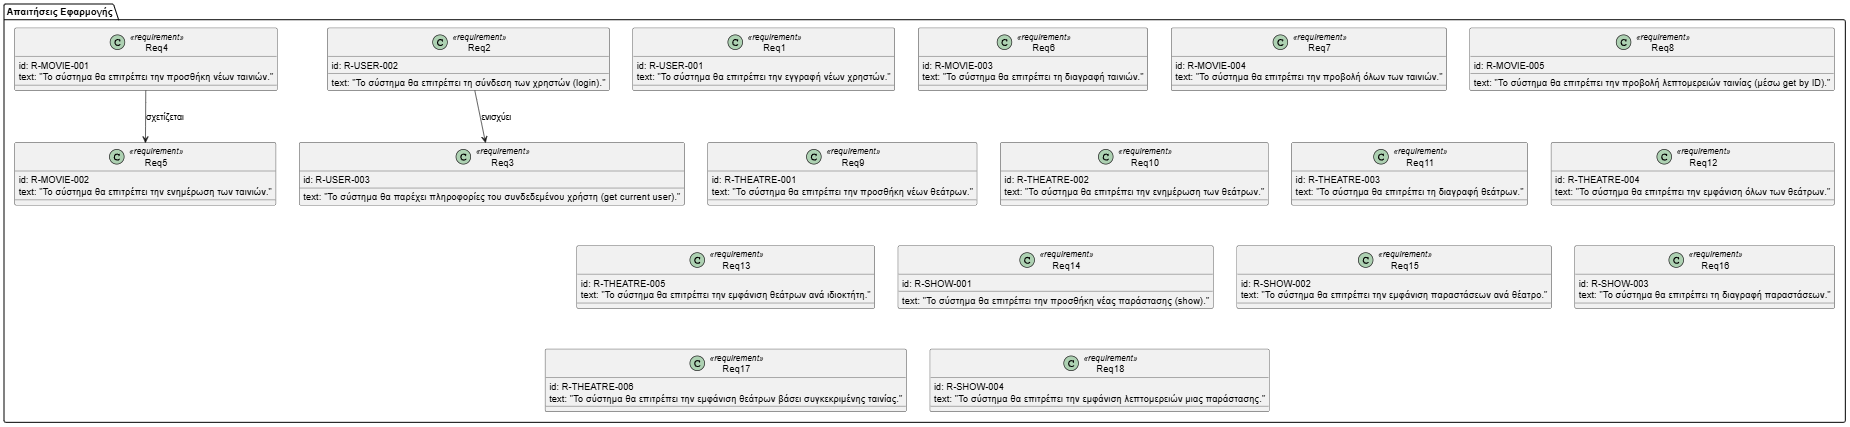 Απαιτήσεις Εφαρμογής
C «requirement»
Req4
id: R-MOVIE-001
text: "Το σύστημα θα επιτρέπει την προσθήκη νέων ταινιών."
C «requirement»
Req2
id: R-USER-002
text: "Το σύστημα θα επιτρέπει τη σύνδεση των χρηστών (login)."
C «requirement»
Req1
id: R-USER-001
text: "Το σύστημα θα επιτρέπει την εγγραφή νέων χρηστών."
C «requirement»
Req6
id: R-MOVIE-003
text: "Το σύστημα θα επιτρέπει τη διαγραφή ταινιών."
C «requirement»
Req7
id: R-MOVIE-004
text: "Το σύστημα θα επιτρέπει την προβολή όλων των ταινιών."
C «requirement»
Req8
id: R-MOVIE-005
text: "Το σύστημα θα επιτρέπει την προβολή λεπτομερειών ταινίας (μέσω get by ID)."
σχετίζεται
ενισχύει
C «requirement»
Req5
id: R-MOVIE-002
text: "Το σύστημα θα επιτρέπει την ενημέρωση των ταινιών."
C «requirement»
Req3
id: R-USER-003
text: "Το σύστημα θα παρέχει πληροφορίες του συνδεδεμένου χρήστη (get current user)."
C «requirement»
Req9
id: R-THEATRE-001
text: "Το σύστημα θα επιτρέπει την προσθήκη νέων θεάτρων."
C «requirement»
Req10
id: R-THEATRE-002
text: "Το σύστημα θα επιτρέπει την ενημέρωση των θεάτρων."
C «requirement»
Req11
id: R-THEATRE-003
text: "Το σύστημα θα επιτρέπει τη διαγραφή θεάτρων."
C «requirement»
Req12
id: R-THEATRE-004
text: "Το σύστημα θα επιτρέπει την εμφάνιση όλων των θεάτρων."
C «requirement»
Req13
id: R-THEATRE-005
text: "Το σύστημα θα επιτρέπει την εμφάνιση θεάτρων ανά ιδιοκτήτη."
C «requirement»
Req14
id: R-SHOW-001
text: "Το σύστημα θα επιτρέπει την προσθήκη νέας παράστασης (show)."
C «requirement»
Req15
id: R-SHOW-002
text: "Το σύστημα θα επιτρέπει την εμφάνιση παραστάσεων ανά θέατρο."
C «requirement»
Req16
id: R-SHOW-003
text: "Το σύστημα θα επιτρέπει τη διαγραφή παραστάσεων."
C «requirement»
Req17
id: R-THEATRE-006
text: "Το σύστημα θα επιτρέπει την εμφάνιση θεάτρων βάσει συγκεκριμένης ταινίας."
C «requirement»
Req18
id: R-SHOW-004
text: "Το σύστημα θα επιτρέπει την εμφάνιση λεπτομερειών μιας παράστασης."